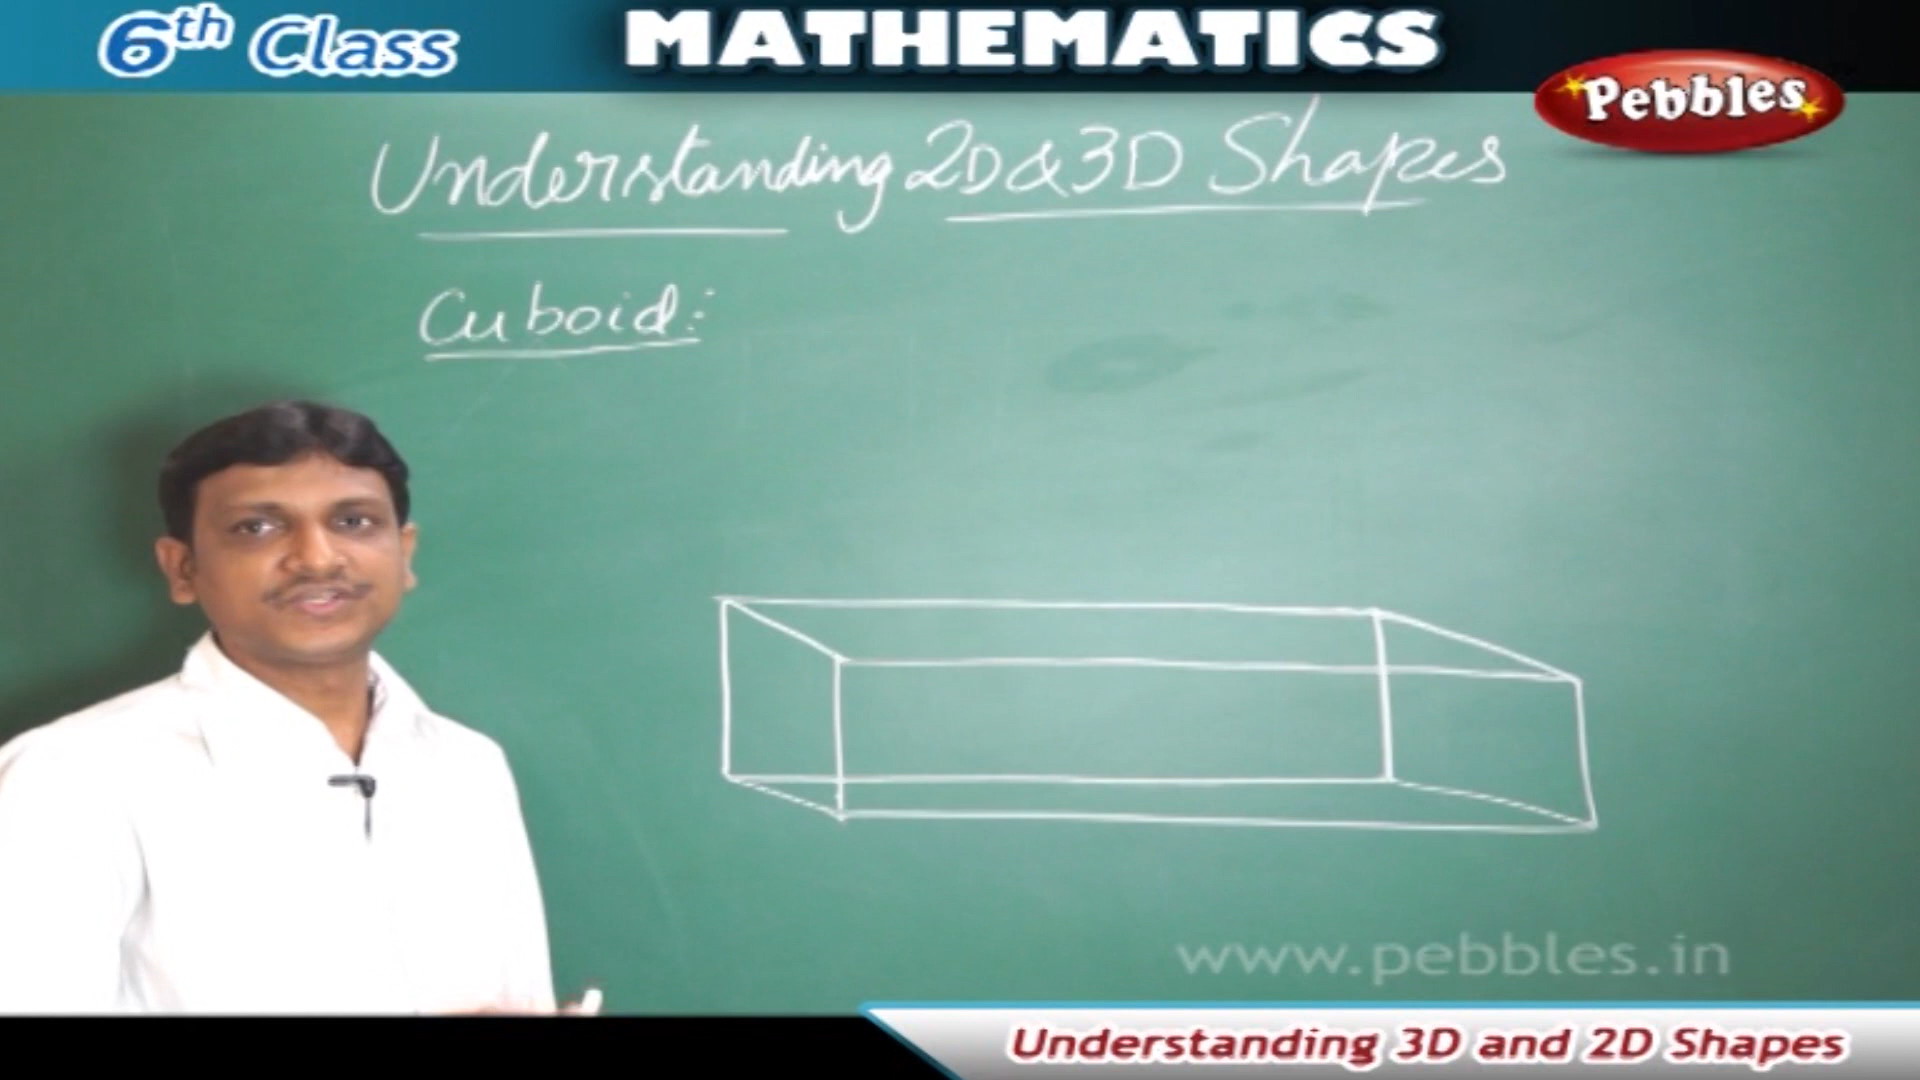 6th Class
MATHEMATICS
Pebbles
Understanding 2D & 3D Shapes
Cuboid:
www.pebbles.in
Understanding 3D and 2D Shapes